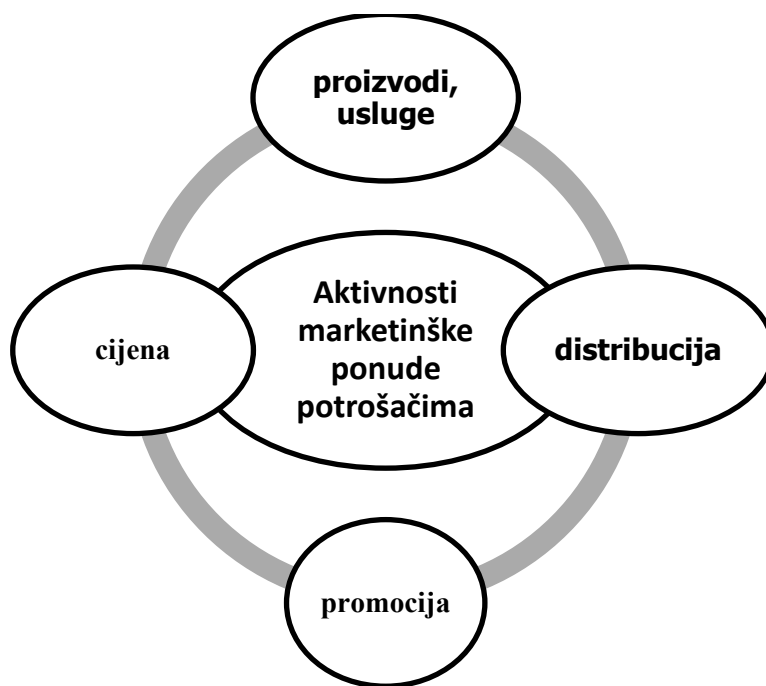 proizvodi,
usluge
Aktivnosti
marketinške
ponude
potrošačima
cijena
distribucija
promocija